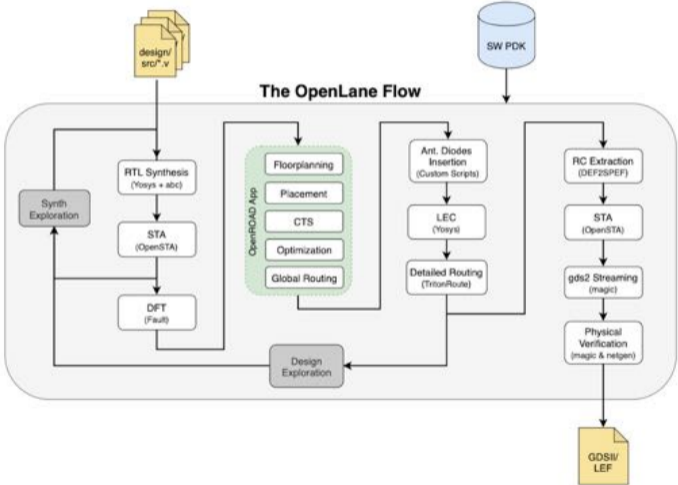 design/
src/*.v
SW PDK
The OpenLane Flow
RTL Synthesis
(Yosys + abc)
Synth
Exploration
STA
(OpenSTA)
DFT
(Fault)
OpenROAD App
Floorplanning
Placement
CTS
Optimization
Global Routing
Ant. Diodes
Insertion
(Custom Scripts)
LEC
(Yosys)
Detailed Routing
(TritonRoute)
Design
Exploration
RC Extraction
(DEF2SPEF)
STA
(OpenSTA)
gds2 Streaming
(magic)
Physical
Verification
(magic & netgen)
GDSII/
LEF